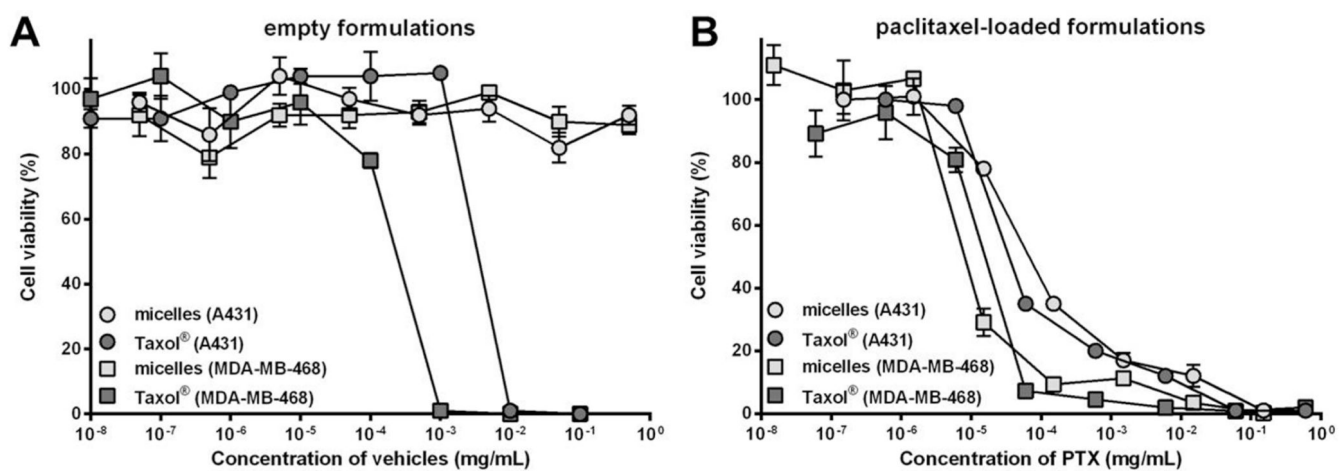 A
empty formulations
Cell viability (%)
100
80
60
40
20
0
micelles (A431)
Taxol® (A431)
micelles (MDA-MB-468)
Taxol® (MDA-MB-468)
10⁻⁸ 10⁻⁷ 10⁻⁶ 10⁻⁵ 10⁻⁴ 10⁻³ 10⁻² 10⁻¹ 10⁰
Concentration of vehicles (mg/mL)
B
paclitaxel-loaded formulations
Cell viability (%)
100
80
60
40
20
0
micelles (A431)
Taxol® (A431)
micelles (MDA-MB-468)
Taxol® (MDA-MB-468)
10⁻⁸ 10⁻⁷ 10⁻⁶ 10⁻⁵ 10⁻⁴ 10⁻³ 10⁻² 10⁻¹ 10⁰
Concentration of PTX (mg/mL)